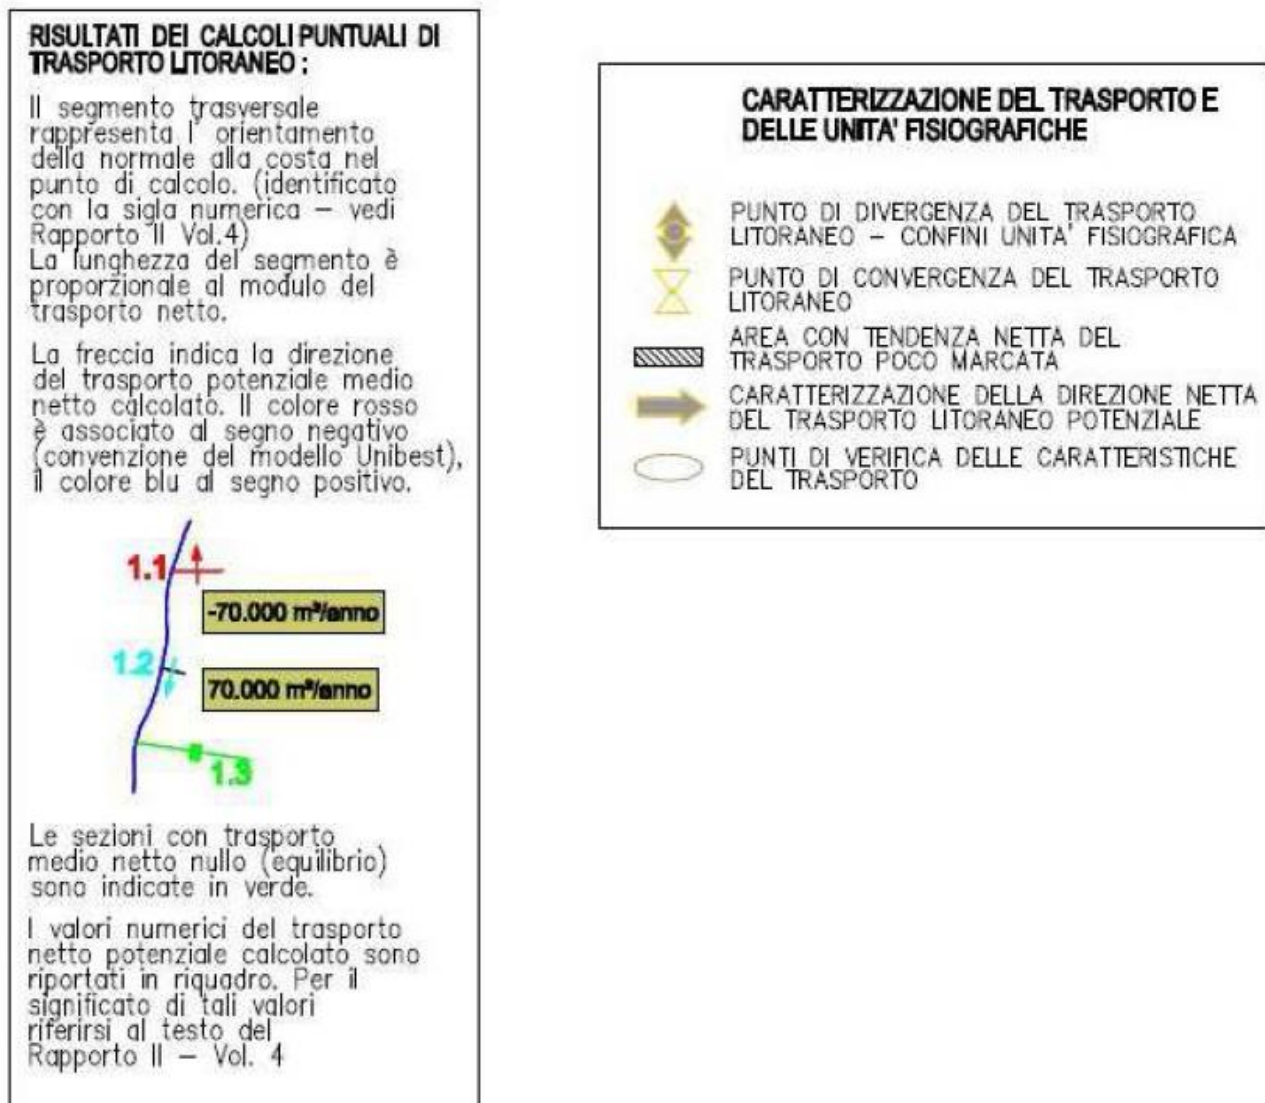 RISULTATI DEI CALCOLI PUNTUALI DI
TRASPORTO LITORANEO :
Il segmento trasversale
rappresenta l' orientamento
della normale alla costa nel
punto di calcolo. (identificato
con la sigla numerica – vedi
Rapporto II Vol.4)
La lunghezza del segmento è
proporzionale al modulo del
trasporto netto.
La freccia indica la direzione
del trasporto potenziale medio
netto calcolato. Il colore rosso
è associato al segno negativo
(convenzione del modello Unibest),
il colore blu al segno positivo.
1.1
-70.000 m³/anno
1.2
70.000 m³/anno
1.3
Le sezioni con trasporto
medio netto nullo (equilibrio)
sono indicate in verde.
I valori numerici del trasporto
netto potenziale calcolato sono
riportati in riquadro. Per il
significato di tali valori
riferirsi al testo del
Rapporto II – Vol. 4
CARATTERIZZAZIONE DEL TRASPORTO E
DELLE UNITA' FISIOGRAFICHE
PUNTO DI DIVERGENZA DEL TRASPORTO
LITORANEO – CONFINI UNITA' FISIOGRAFICA
PUNTO DI CONVERGENZA DEL TRASPORTO
LITORANEO
AREA CON TENDENZA NETTA DEL
TRASPORTO POCO MARCATA
CARATTERIZZAZIONE DELLA DIREZIONE NETTA
DEL TRASPORTO LITORANEO POTENZIALE
PUNTI DI VERIFICA DELLE CARATTERISTICHE
DEL TRASPORTO